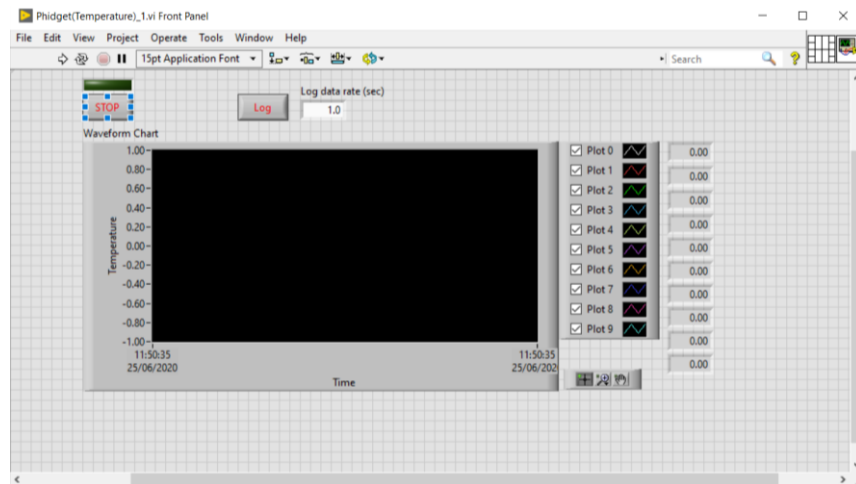 Phidget(Temperature)_1.vi Front Panel
File Edit View Project Operate Tools Window Help
15pt Application Font
Search
STOP
Log
Log data rate (sec)
1.0
Waveform Chart
Temperature
1.00
0.80
0.60
0.40
0.20
0.00
-0.20
-0.40
-0.60
-0.80
-1.00
11:50:35
25/06/2020
11:50:35
25/06/202
Time
Plot 0 0.00
Plot 1 0.00
Plot 2 0.00
Plot 3 0.00
Plot 4 0.00
Plot 5 0.00
Plot 6 0.00
Plot 7 0.00
Plot 8 0.00
Plot 9 0.00